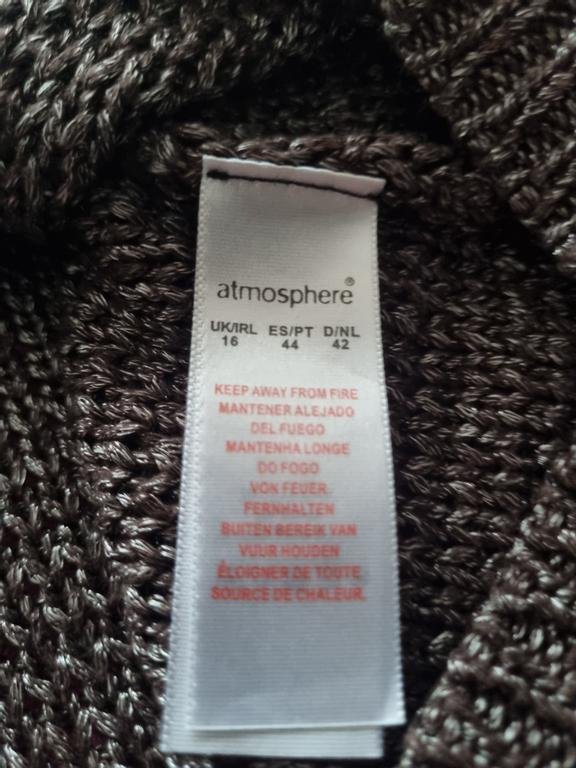 atmosphere®
UK/IRL ES/PT D/NL
16 44 42
KEEP AWAY FROM FIRE
MANTENER ALEJADO
DEL FUEGO
MANTENHA LONGE
DO FOGO
VON FEUER
FERNHALTEN
BUITEN BEREIK VAN
VUUR HOUDEN
ÉLOIGNER DE TOUTE
SOURCE DE CHALEUR.